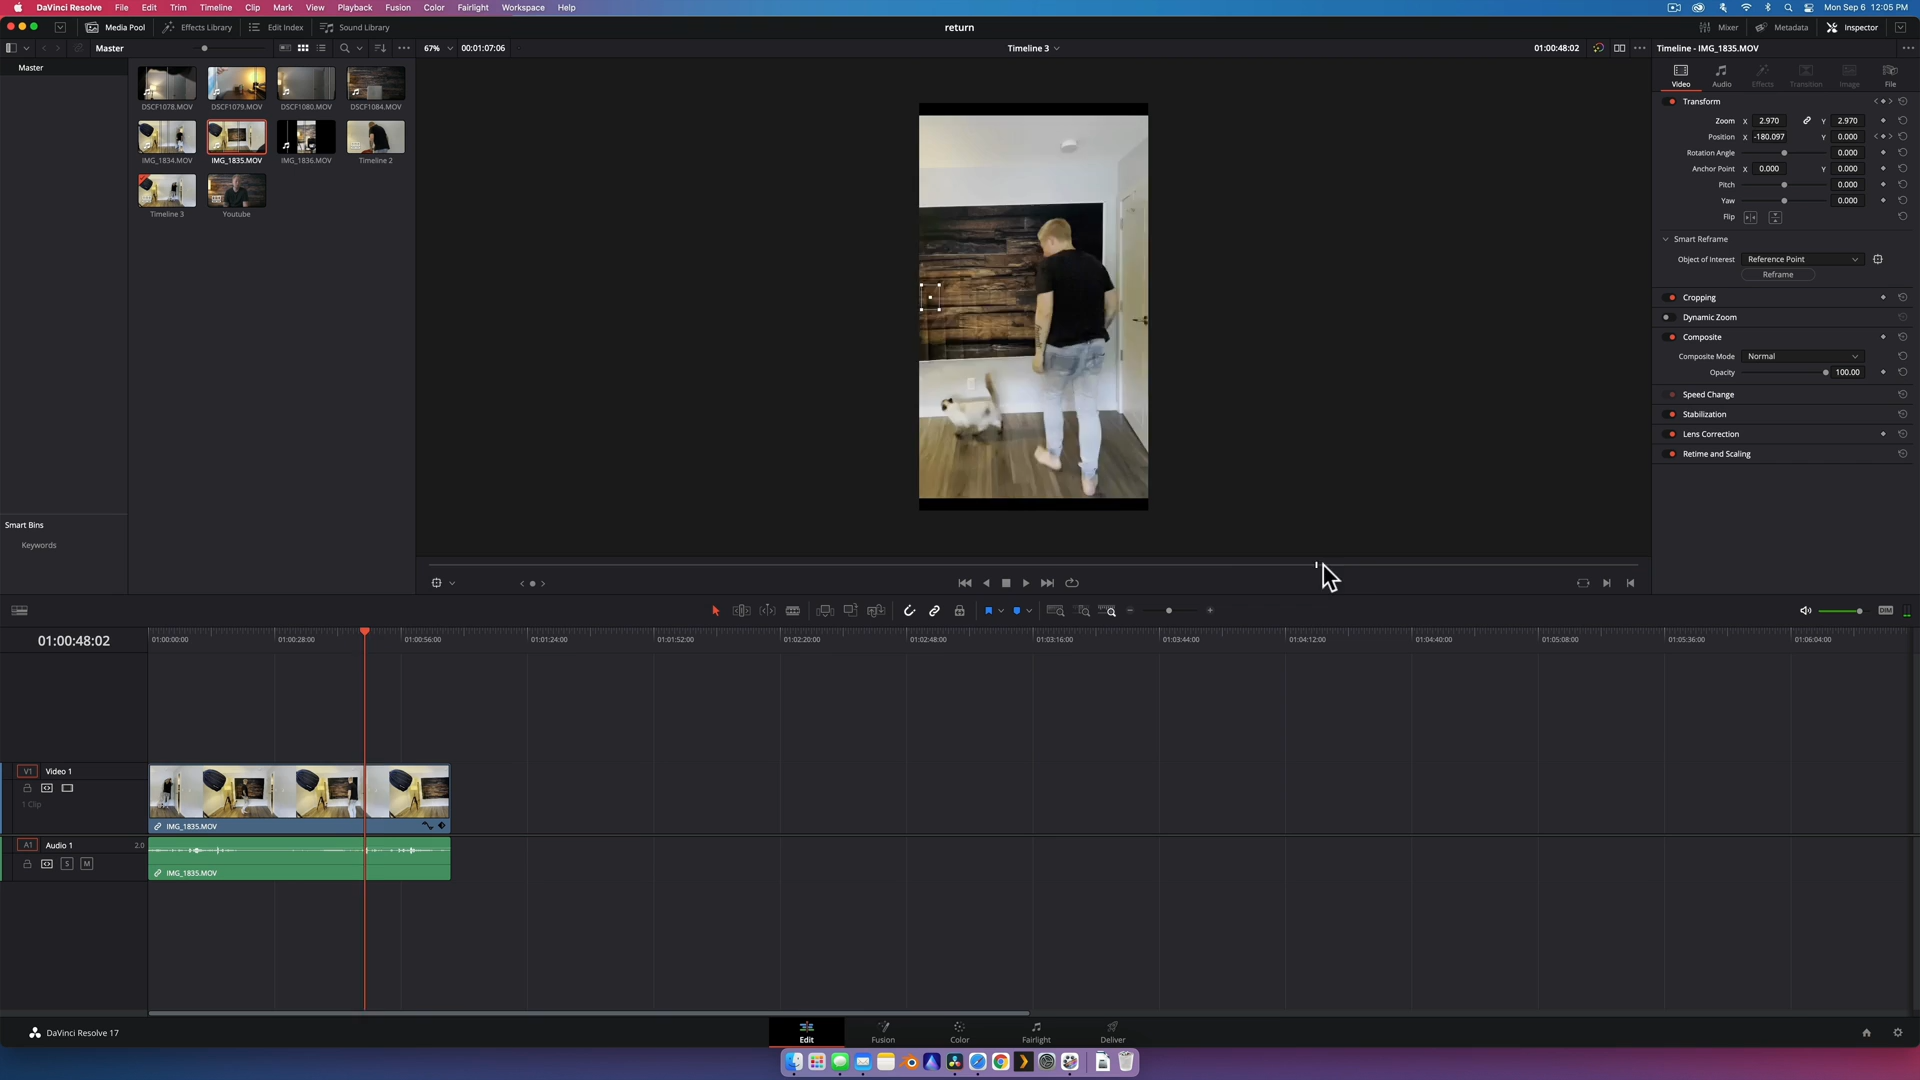 DaVinci Resolve File Edit Trim Timeline Clip Mark View Playback Fusion Color Fairlight Workspace Help Mon Sep 6 12:05 PM
Media Pool Effects Library Edit Index Sound Library return Mixer Metadata Inspector
Master 67% 00:01:07:06 Timeline 3 01:00:48:02 Timeline - IMG_1835.MOV
Master
Video Audio Effects Transition Image File
DSCF1078.MOV DSCF1079.MOV DSCF1080.MOV DSCF1084.MOV
Transform
Zoom X 2.970 Y 2.970
Position X -180.097 Y 0.000
Rotation Angle 0.000
IMG_1834.MOV IMG_1835.MOV IMG_1836.MOV Timeline 2
Anchor Point X 0.000 Y 0.000
Pitch 0.000
Yaw 0.000
Timeline 3 Youtube
Flip
Smart Reframe
Object of Interest Reference Point
Reframe
Cropping
Dynamic Zoom
Composite
Composite Mode Normal
Opacity 100.00
Speed Change
Stabilization
Lens Correction
Retime and Scaling
Smart Bins
Keywords
DIM
01:00:48:02 01:00:00:00 01:00:28:00 01:00:56:00 01:01:24:00 01:01:52:00 01:02:20:00 01:02:48:00 01:03:16:00 01:03:44:00 01:04:12:00 01:04:40:00 01:05:08:00 01:05:36:00 01:06:04:00
V1 Video 1
1 Clip
IMG_1835.MOV
A1 Audio 1 2.0
S M
IMG_1835.MOV
DaVinci Resolve 17 Edit Fusion Color Fairlight Deliver